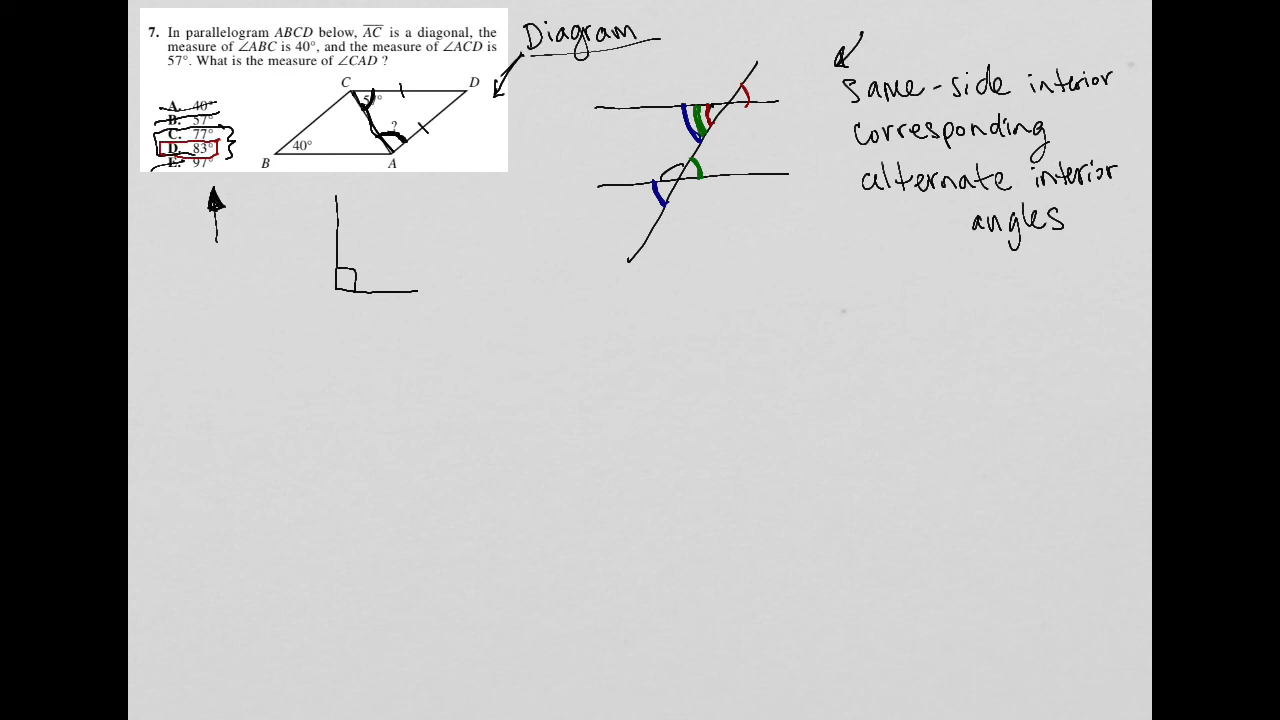 7. In parallelogram ABCD below, AC is a diagonal, the
measure of ∠ABC is 40°, and the measure of ∠ACD is
57°. What is the measure of ∠CAD ?
A. 40°
B. 57°
C. 77°
D. 83°
E. 97°
C
D
57°
?
40°
B
A
Diagram
same-side interior
corresponding
alternate interior
angles